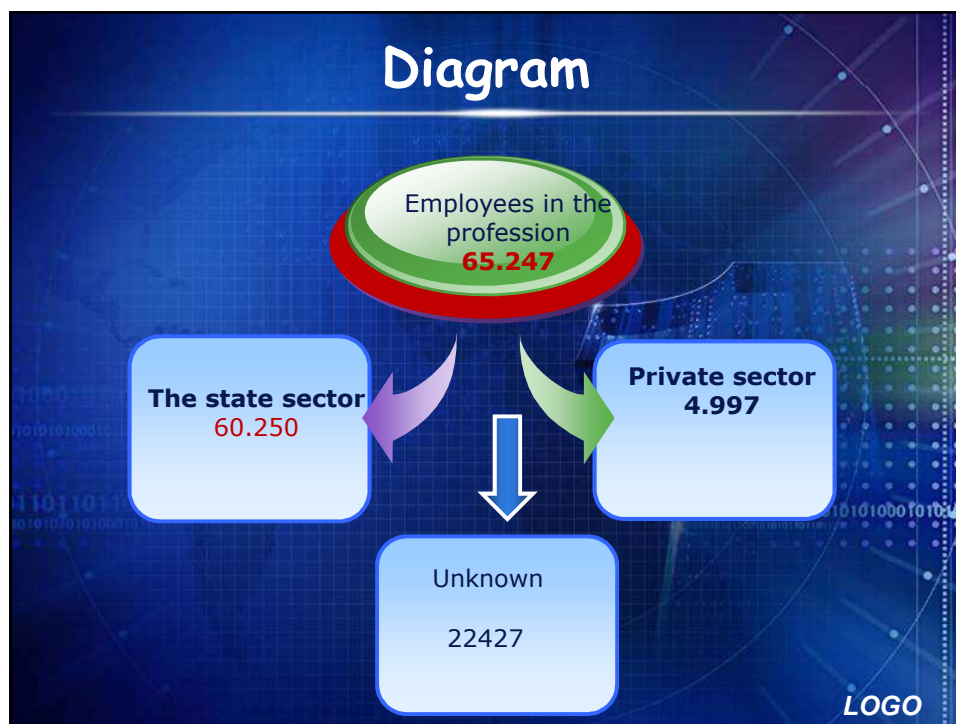 Diagram
Employees in the
profession
65.247
The state sector
60.250
Private sector
4.997
Unknown
22427
LOGO